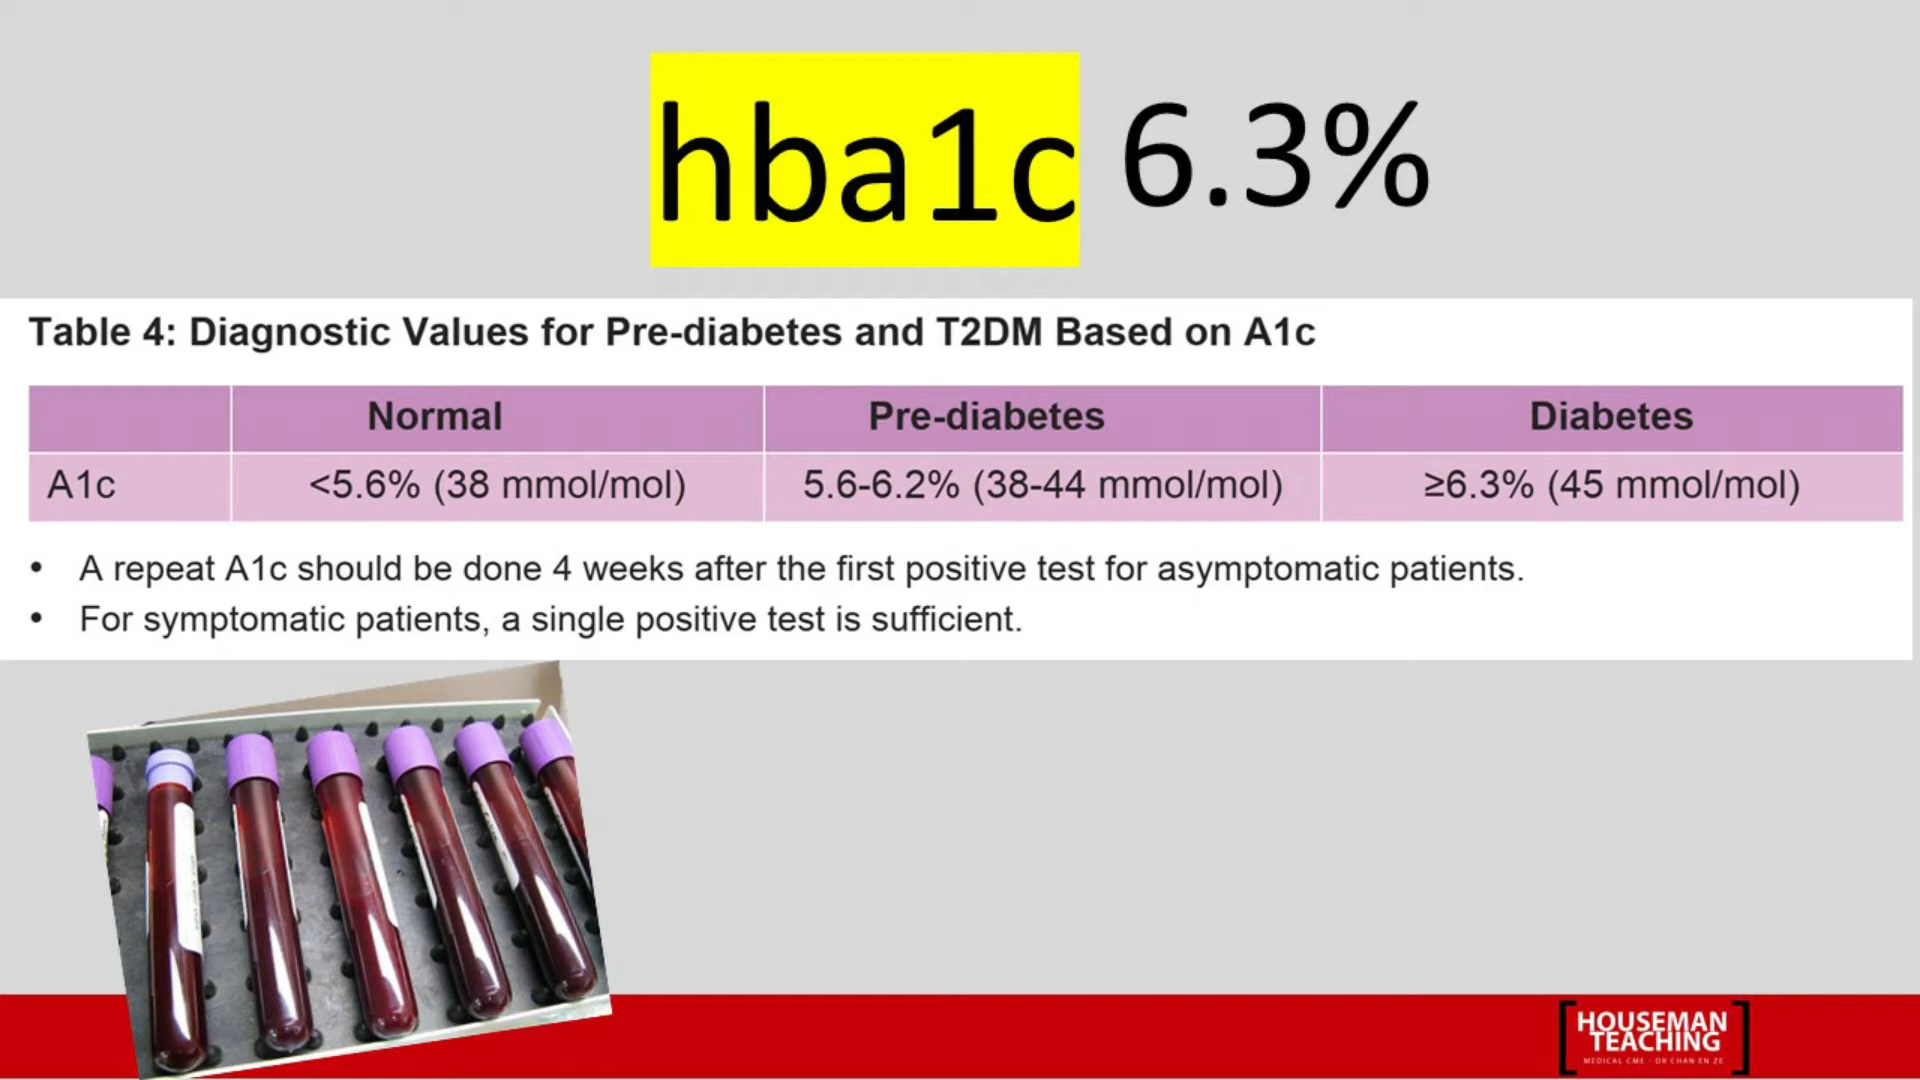 hba1c 6.3%
Table 4: Diagnostic Values for Pre-diabetes and T2DM Based on A1c
Normal Pre-diabetes Diabetes
A1c <5.6% (38 mmol/mol) 5.6-6.2% (38-44 mmol/mol) ≥6.3% (45 mmol/mol)
• A repeat A1c should be done 4 weeks after the first positive test for asymptomatic patients.
• For symptomatic patients, a single positive test is sufficient.
HOUSEMAN
TEACHING
MEDICAL CME - DR CHAN EN ZE